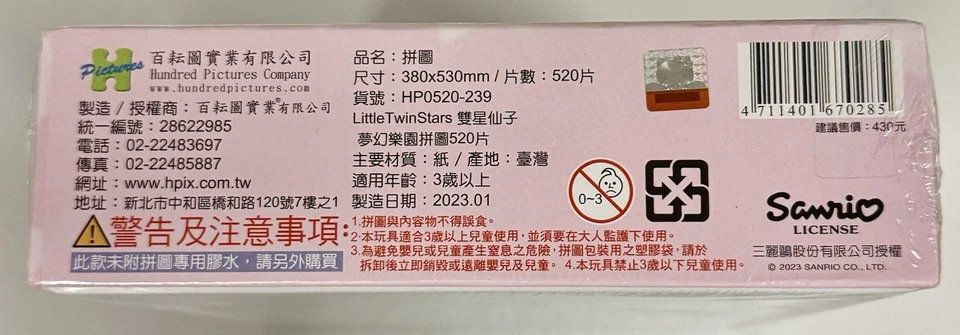 Pictures
百耘圖實業有限公司
Hundred Pictures Company
www.hundredpictures.com
製造 / 授權商：百耘圖®實業有限公司
統一編號：28622985
電話：02-22483697
傳真：02-22485887
網址：www.hpix.com.tw
地址：新北市中和區橋和路120號7樓之1
品名：拼圖
尺寸：380x530mm / 片數：520片
貨號：HP0520-239
LittleTwinStars 雙星仙子
夢幻樂園拼圖520片
主要材質：紙 / 產地：臺灣
適用年齡：3歲以上
製造日期：2023.01
0~3
4 711401 670285
建議售價：430元
Sanrio
LICENSE
三麗鷗股份有限公司授權
© 2023 SANRIO CO., LTD.
警告及注意事項：
此款未附拼圖專用膠水，請另外購買
1.拼圖與內容物不得誤食。
2.本玩具適合3歲以上兒童使用，並須要在大人監護下使用。
3.為避免嬰兒或兒童產生窒息之危險，拼圖包裝用之塑膠袋，請於
拆卸後立即銷毀或遠離嬰兒及兒童。 4.本玩具禁止3歲以下兒童使用。